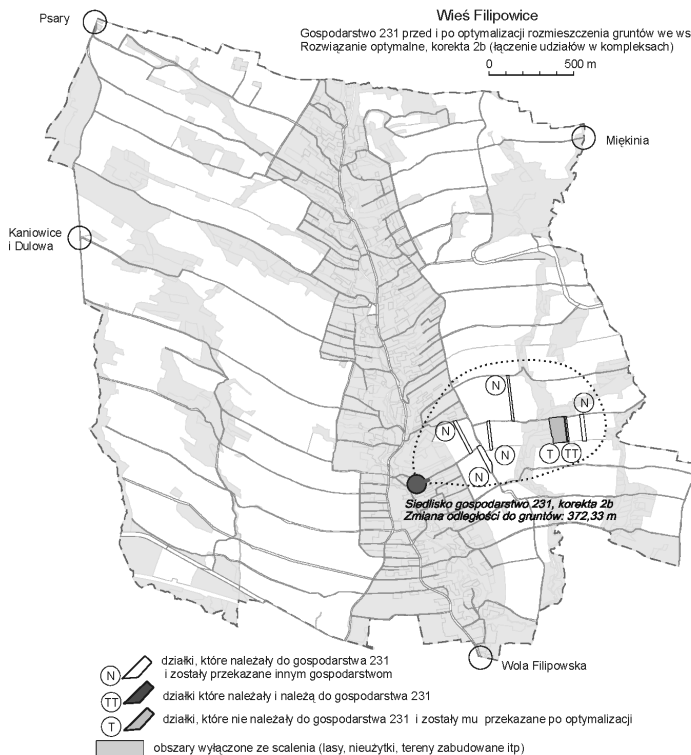 Psary
Wieś Filipowice
Gospodarstwo 231 przed i po optymalizacji rozmieszczenia gruntów we ws
Rozwiązanie optymalne, korekta 2b (łączenie udziałów w kompleksach)
0 500 m
Miękinia
Kaniowice
i Dulowa
N
N
N
N
T TT
N
Siedlisko gospodarstwo 231, korekta 2b
Zmiana odległości do gruntów: 372,33 m
Wola Filipowska
N działki, które należały do gospodarstwa 231
i zostały przekazane innym gospodarstwom
TT działki które należały i należą do gospodarstwa 231
T działki, które nie należały do gospodarstwa 231 i zostały mu przekazane po optymalizacji
obszary wyłączone ze scalenia (lasy, nieużytki, tereny zabudowane itp)